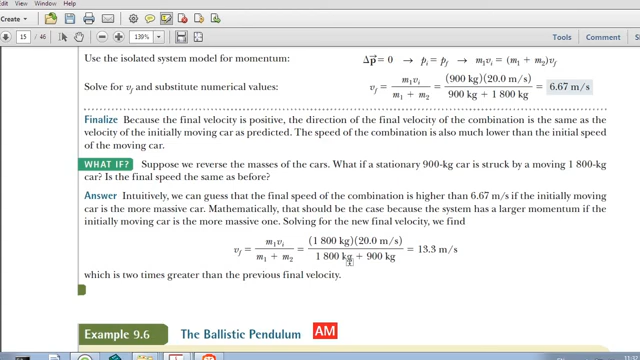 Create
15 / 46
139%
Tools
Sign
Comment
Use the isolated system model for momentum: Δp⃗ = 0 → pᵢ = p_f → m₁vᵢ = (m₁ + m₂)v_f
Solve for v_f and substitute numerical values: v_f = m₁vᵢ / (m₁ + m₂) = (900 kg)(20.0 m/s) / (900 kg + 1 800 kg) = 6.67 m/s
Finalize Because the final velocity is positive, the direction of the final velocity of the combination is the same as the
velocity of the initially moving car as predicted. The speed of the combination is also much lower than the initial speed
of the moving car.
WHAT IF? Suppose we reverse the masses of the cars. What if a stationary 900-kg car is struck by a moving 1 800-kg
car? Is the final speed the same as before?
Answer Intuitively, we can guess that the final speed of the combination is higher than 6.67 m/s if the initially moving
car is the more massive car. Mathematically, that should be the case because the system has a larger momentum if the
initially moving car is the more massive one. Solving for the new final velocity, we find
v_f = m₁vᵢ / (m₁ + m₂) = (1 800 kg)(20.0 m/s) / (1 800 kg + 900 kg) = 13.3 m/s
which is two times greater than the previous final velocity.
Example 9.6 The Ballistic Pendulum AM